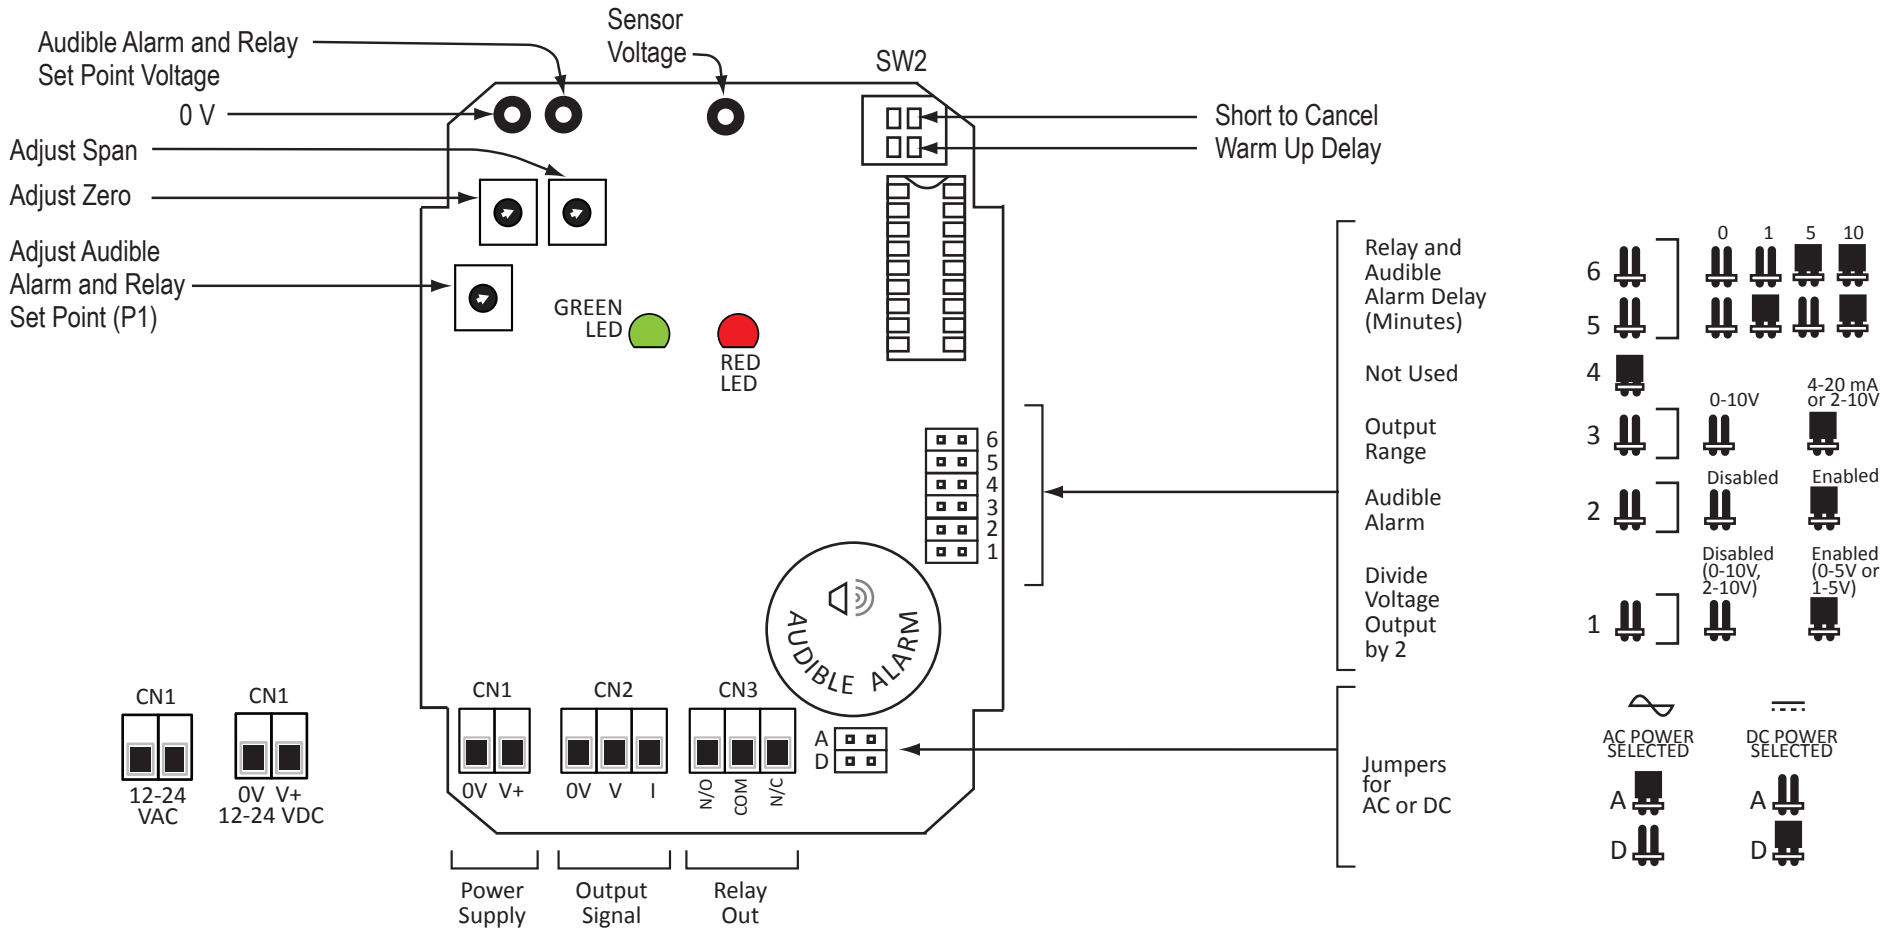 Audible Alarm and Relay
Set Point Voltage
0 V
Adjust Span
Adjust Zero
Adjust Audible
Alarm and Relay
Set Point (P1)
Sensor
Voltage
SW2
Short to Cancel
Warm Up Delay
GREEN
LED
RED
LED
6
5
4
3
2
1
AUDIBLE ALARM
CN1
12-24
VAC
CN1
0V V+
12-24 VDC
CN1
0V V+
CN2
0V V I
CN3
N/O
COM
N/C
A
D
Power
Supply
Output
Signal
Relay
Out
Relay and
Audible
Alarm Delay
(Minutes)
6
5
0 1 5 10
Not Used
4
Output
Range
3
0-10V
4-20 mA
or 2-10V
Audible
Alarm
2
Disabled
Enabled
Divide
Voltage
Output
by 2
1
Disabled
(0-10V,
2-10V)
Enabled
(0-5V or
1-5V)
Jumpers
for
AC or DC
AC POWER
SELECTED
A
D
DC POWER
SELECTED
A
D